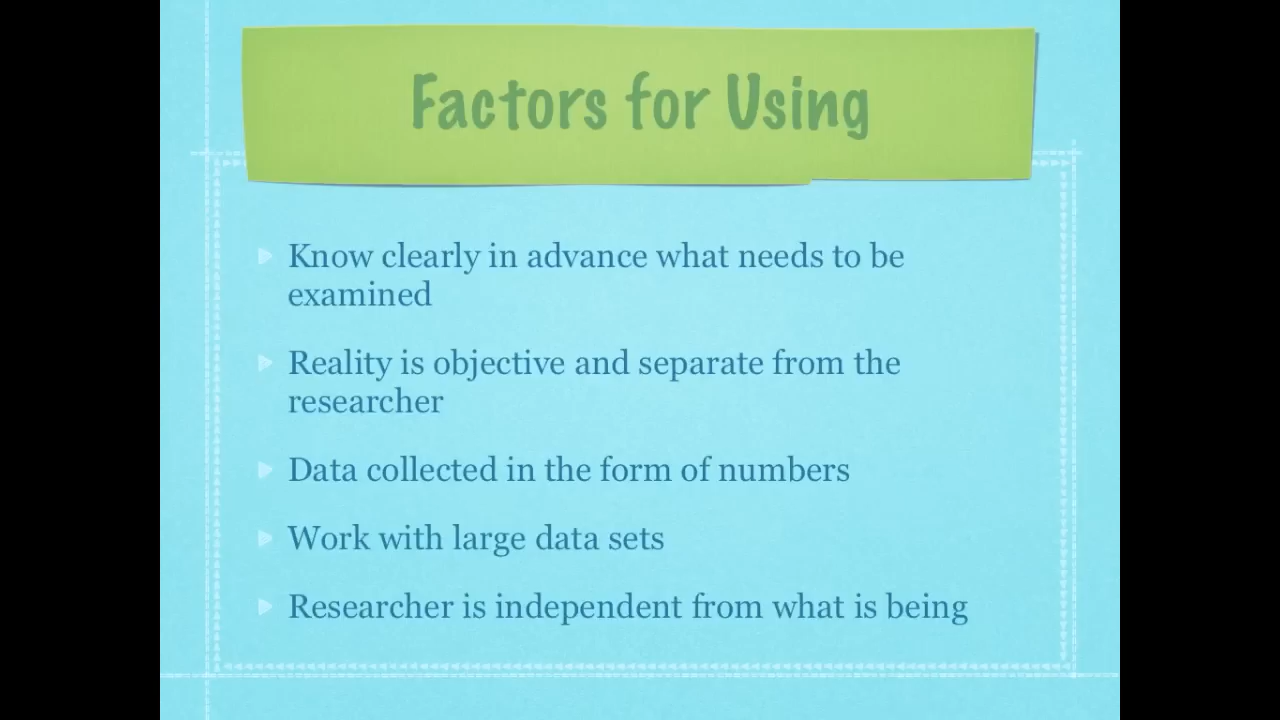 Factors for Using
Know clearly in advance what needs to be
examined
Reality is objective and separate from the
researcher
Data collected in the form of numbers
Work with large data sets
Researcher is independent from what is being